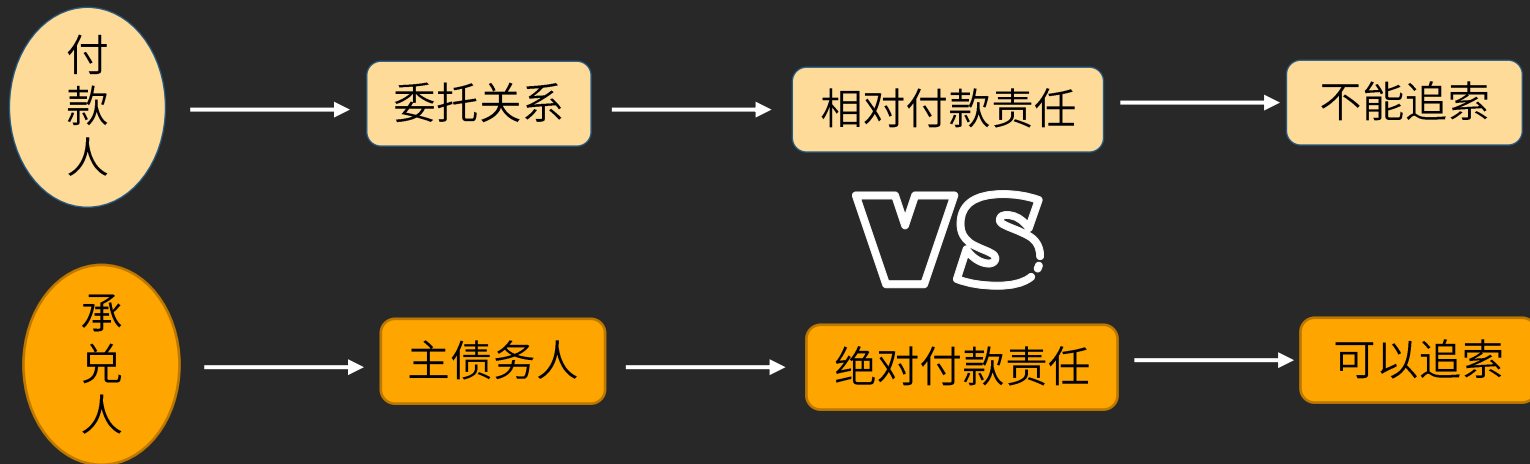 付款人
委托关系
相对付款责任
不能追索
VS
承兑人
主债务人
绝对付款责任
可以追索